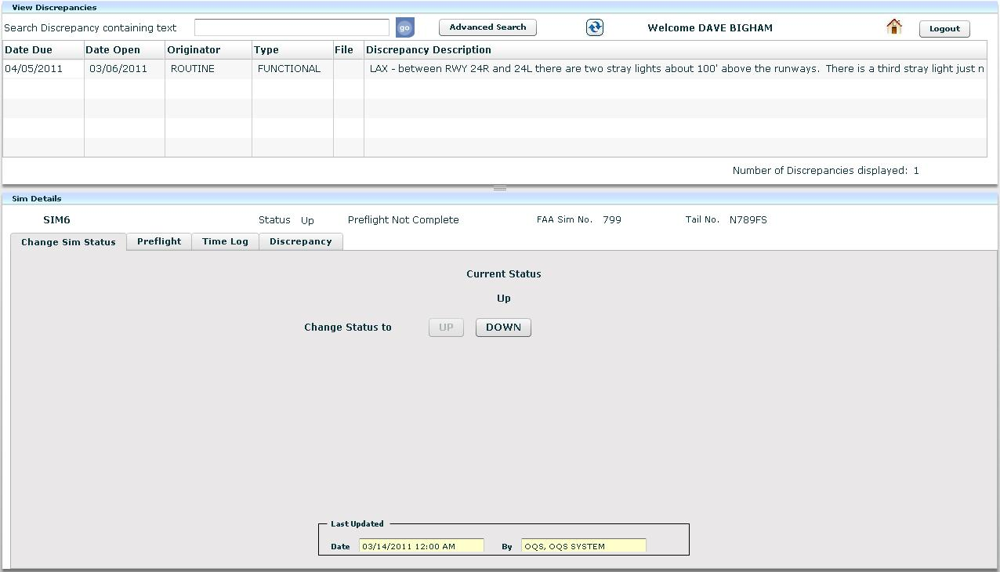 View Discrepancies
Search Discrepancy containing text go Advanced Search Welcome DAVE BIGHAM Logout
Date Due Date Open Originator Type File Discrepancy Description
04/05/2011 03/06/2011 ROUTINE FUNCTIONAL LAX - between RWY 24R and 24L there are two stray lights about 100' above the runways. There is a third stray light just n
Number of Discrepancies displayed: 1
Sim Details
SIM6 Status Up Preflight Not Complete FAA Sim No. 799 Tail No. N789FS
Change Sim Status Preflight Time Log Discrepancy
Current Status
Up
Change Status to UP DOWN
Last Updated
Date 03/14/2011 12:00 AM By OQS, OQS SYSTEM